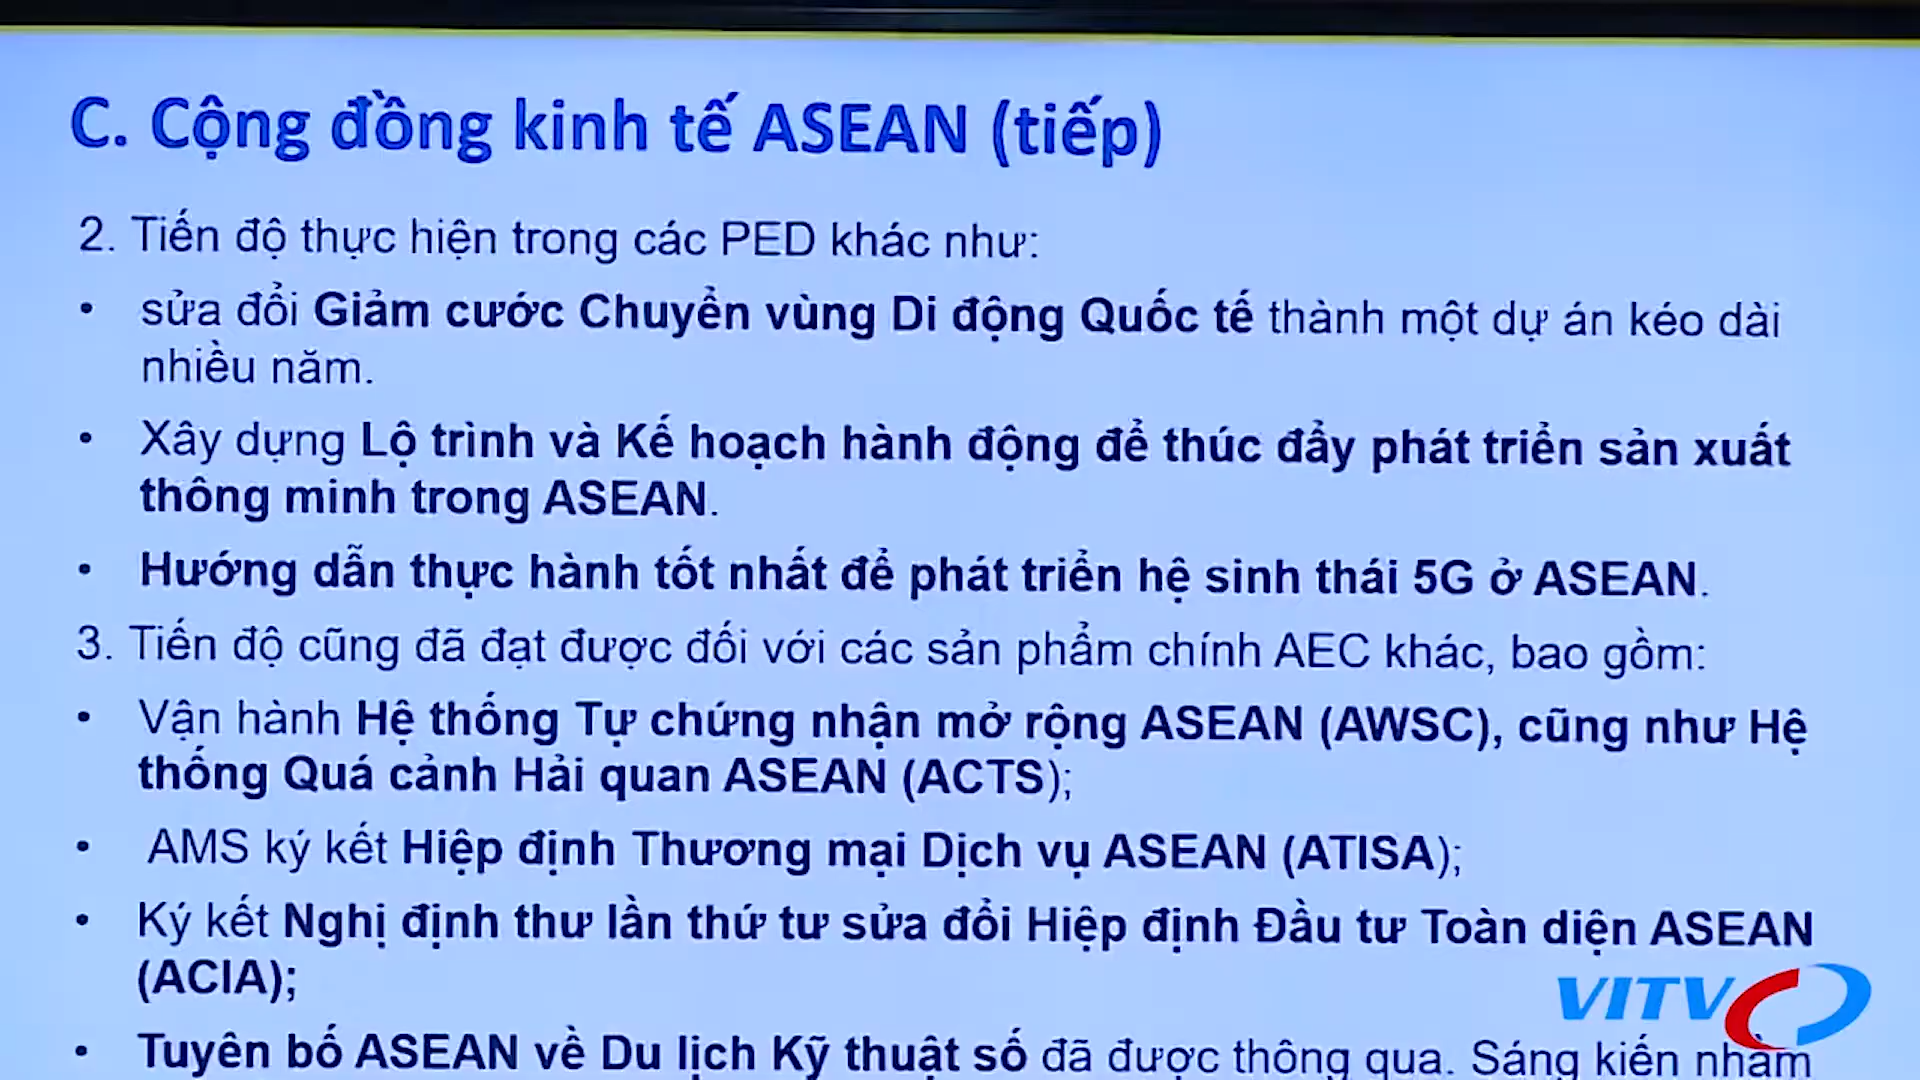 C. Cộng đồng kinh tế ASEAN (tiếp)
2. Tiến độ thực hiện trong các PED khác như:
• sửa đổi Giảm cước Chuyển vùng Di động Quốc tế thành một dự án kéo dài
nhiều năm.
• Xây dựng Lộ trình và Kế hoạch hành động để thúc đẩy phát triển sản xuất
thông minh trong ASEAN.
• Hướng dẫn thực hành tốt nhất để phát triển hệ sinh thái 5G ở ASEAN.
3. Tiến độ cũng đã đạt được đối với các sản phẩm chính AEC khác, bao gồm:
• Vận hành Hệ thống Tự chứng nhận mở rộng ASEAN (AWSC), cũng như Hệ
thống Quá cảnh Hải quan ASEAN (ACTS);
• AMS ký kết Hiệp định Thương mại Dịch vụ ASEAN (ATISA);
• Ký kết Nghị định thư lần thứ tư sửa đổi Hiệp định Đầu tư Toàn diện ASEAN
(ACIA);
• Tuyên bố ASEAN về Du lịch Kỹ thuật số đã được thông qua. Sáng kiến nhằm
VITV